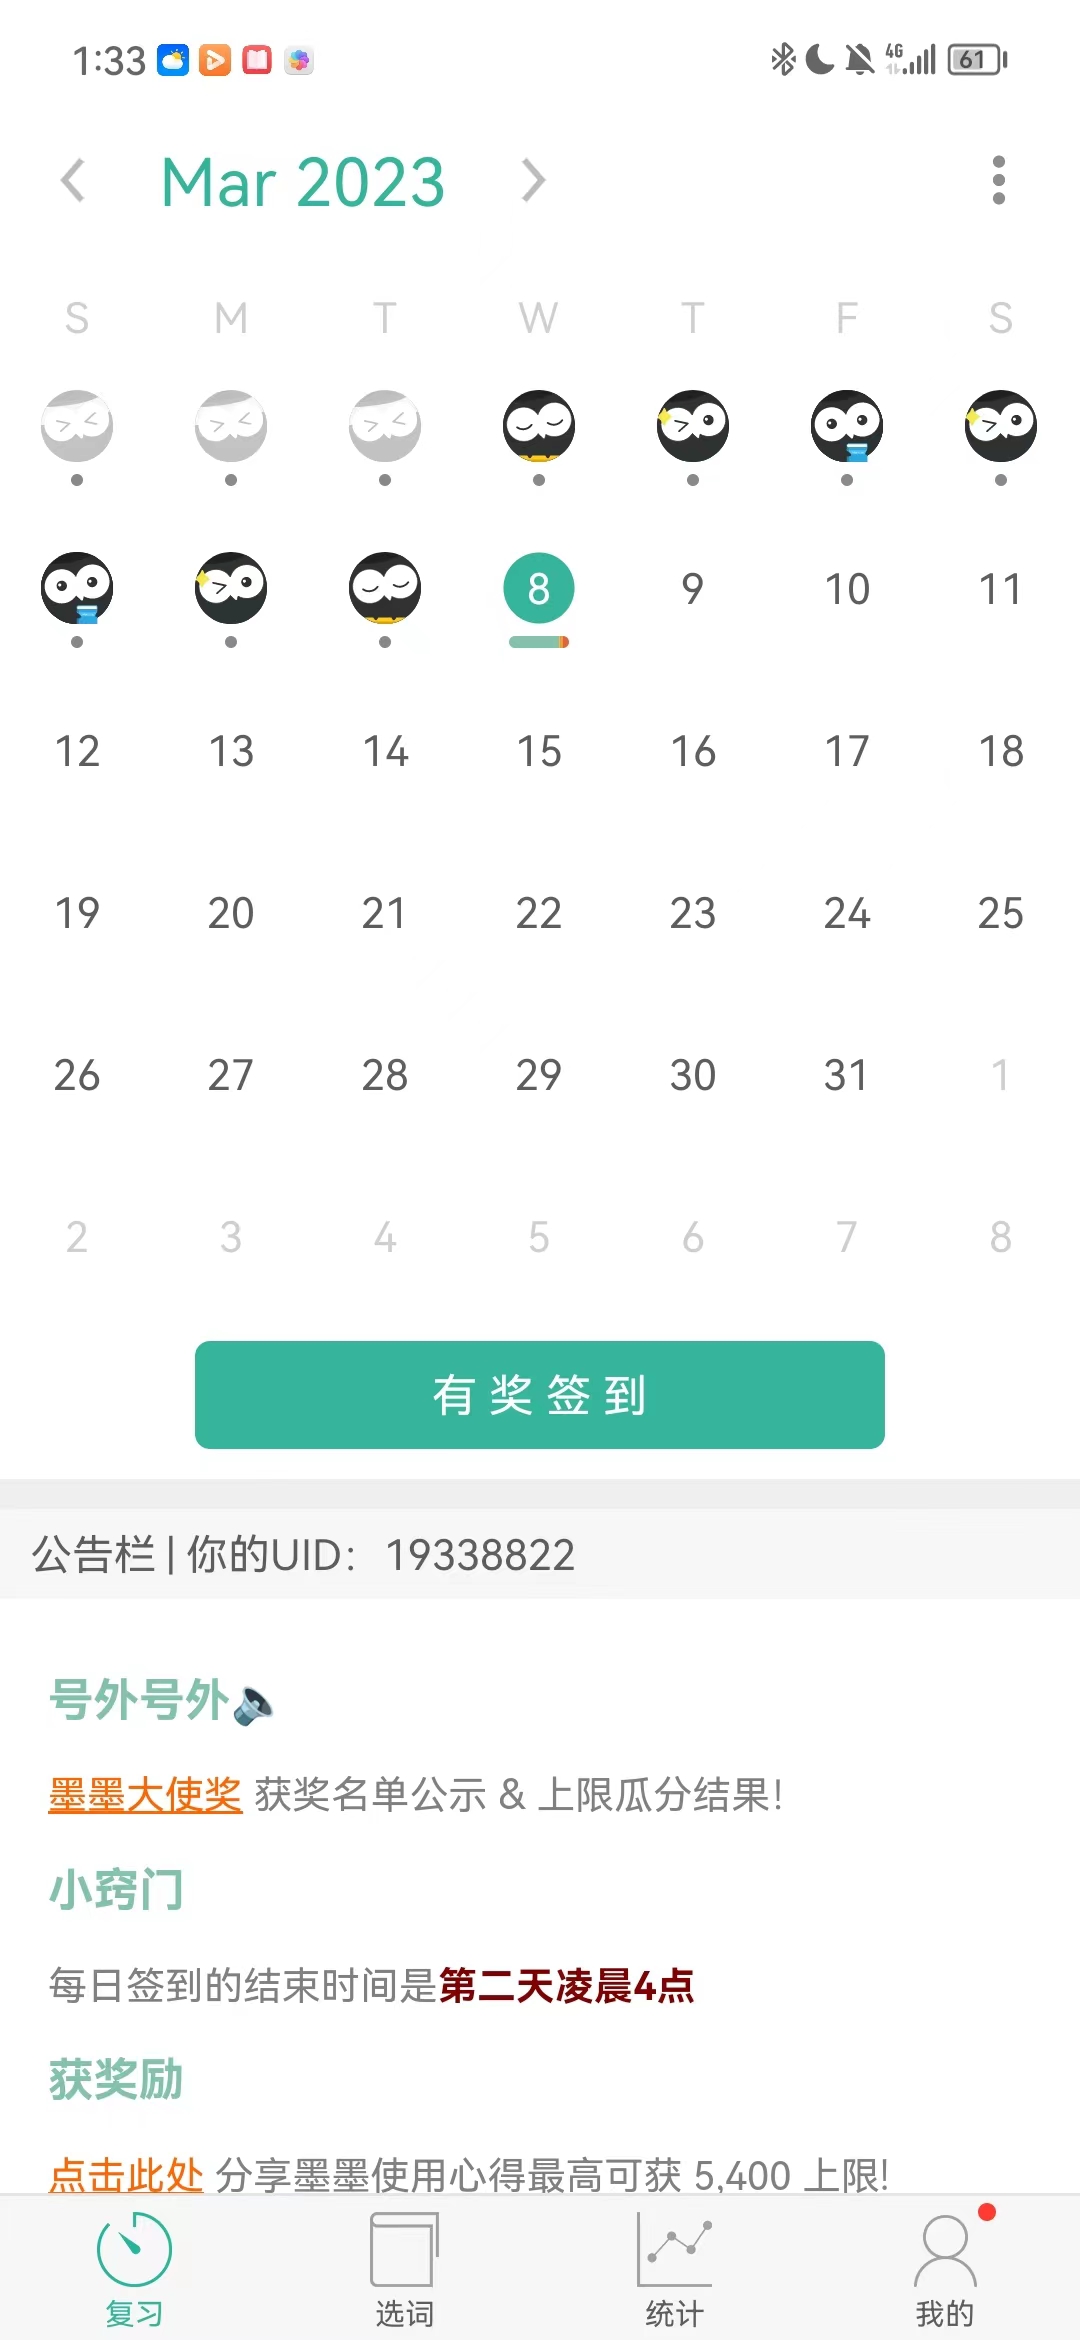 1:33 4G 61
Mar 2023
S M T W T F S
8 9 10 11
12 13 14 15 16 17 18
19 20 21 22 23 24 25
26 27 28 29 30 31 1
2 3 4 5 6 7 8
有奖签到
公告栏 | 你的UID： 19338822
号外号外
墨墨大使奖 获奖名单公示 & 上限瓜分结果!
小窍门
每日签到的结束时间是第二天凌晨4点
获奖励
点击此处 分享墨墨使用心得最高可获 5,400 上限!
复习 选词 统计 我的